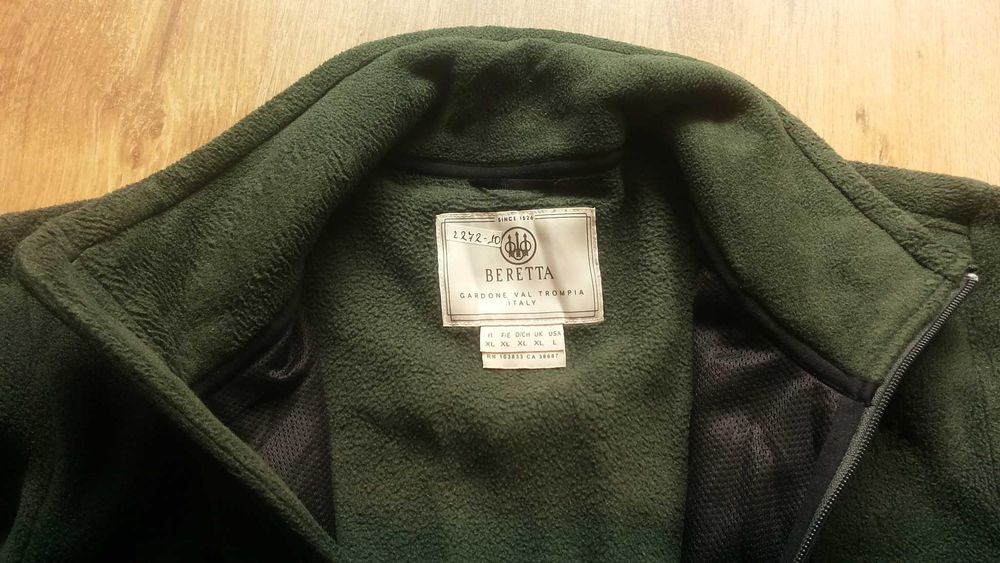 SINCE 1526
2272-10
BERETTA
GARDONE VAL TROMPIA
ITALY
IT F/E D/CH UK USA
XL XL XL XL L
RN 103833 CA 38687